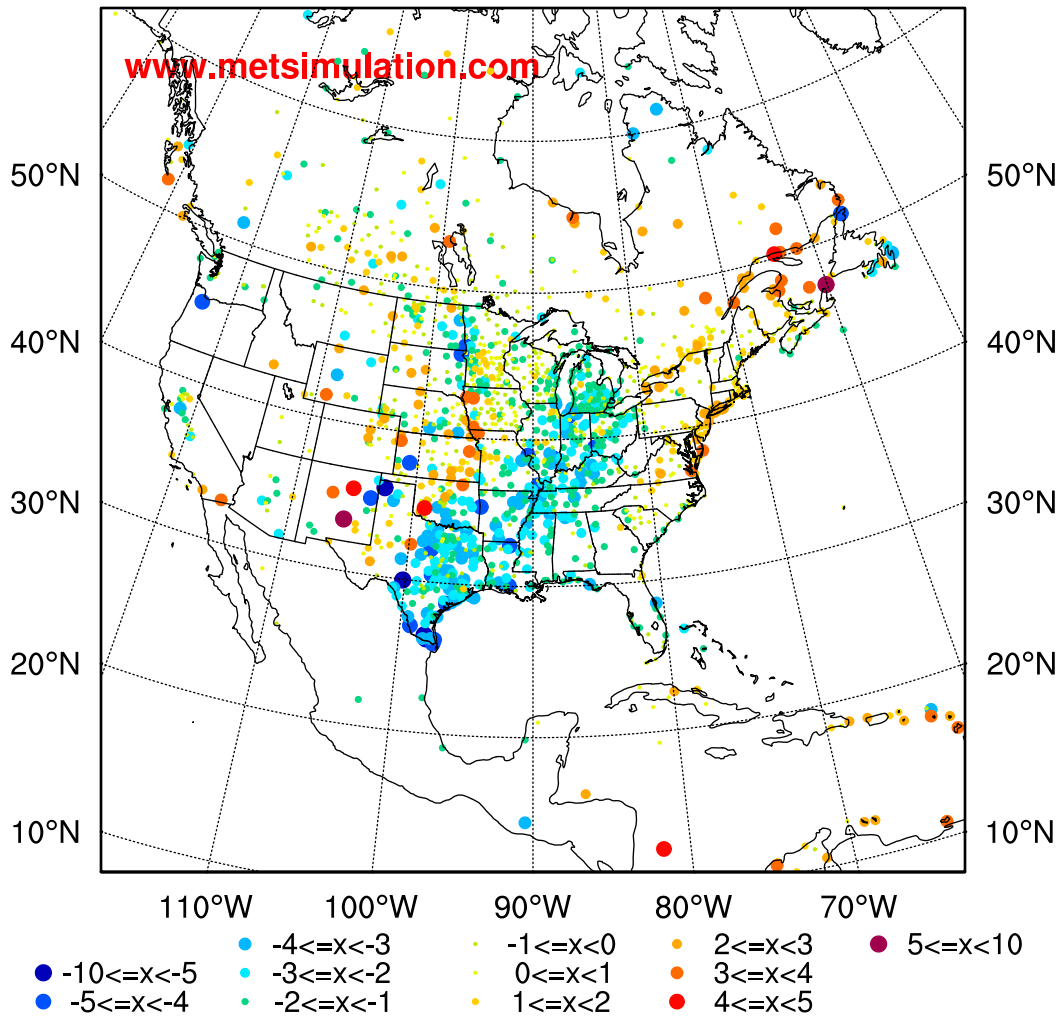 www.metsimulation.com
50°N 50°N
40°N 40°N
30°N 30°N
20°N 20°N
10°N 10°N
110°W 100°W 90°W 80°W 70°W
-4<=x<-3 -1<=x<0 2<=x<3 5<=x<10
-10<=x<-5 -3<=x<-2 0<=x<1 3<=x<4
-5<=x<-4 -2<=x<-1 1<=x<2 4<=x<5